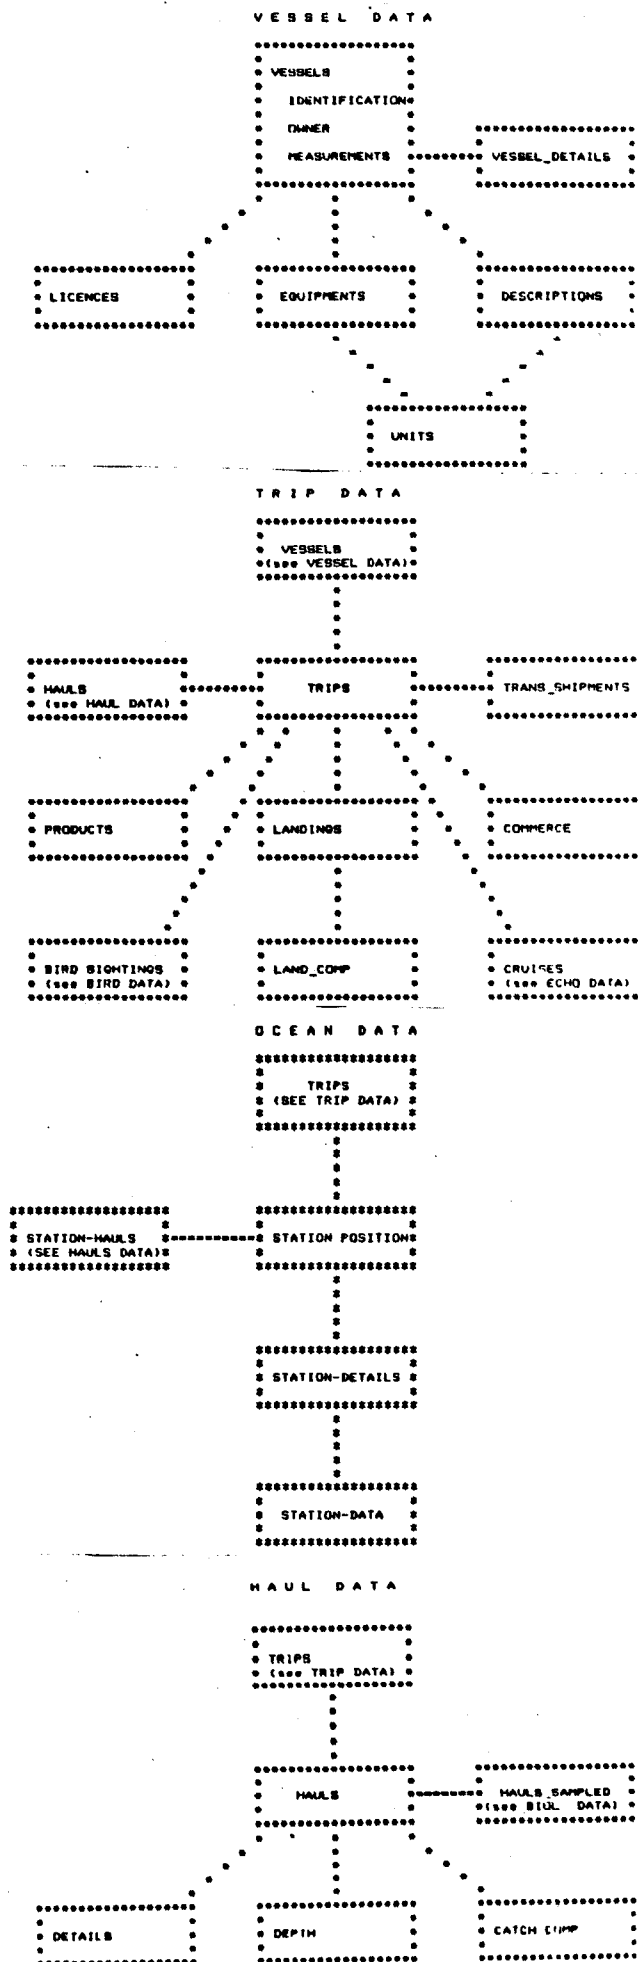 VESSEL DATA
VESSELS
IDENTIFICATION
OWNER
MEASUREMENTS
VESSEL_DETAILS
LICENCES
EQUIPMENTS
DESCRIPTIONS
UNITS
TRIP DATA
VESSELS
(see VESSEL DATA)
HAULS
(see HAUL DATA)
TRIPS
TRANS_SHIPMENTS
PRODUCTS
LANDINGS
COMMERCE
BIRD SIGHTINGS
(see BIRD DATA)
LAND_COMP
CRUISES
(see ECHO DATA)
OCEAN DATA
TRIPS
(SEE TRIP DATA)
STATION-HAULS
(SEE HAULS DATA)
STATION POSITION
STATION-DETAILS
STATION-DATA
HAUL DATA
TRIPS
(see TRIP DATA)
HAULS
HAULS_SAMPLED
(see BIOL DATA)
DETAILS
DEPTH
CATCH COMP